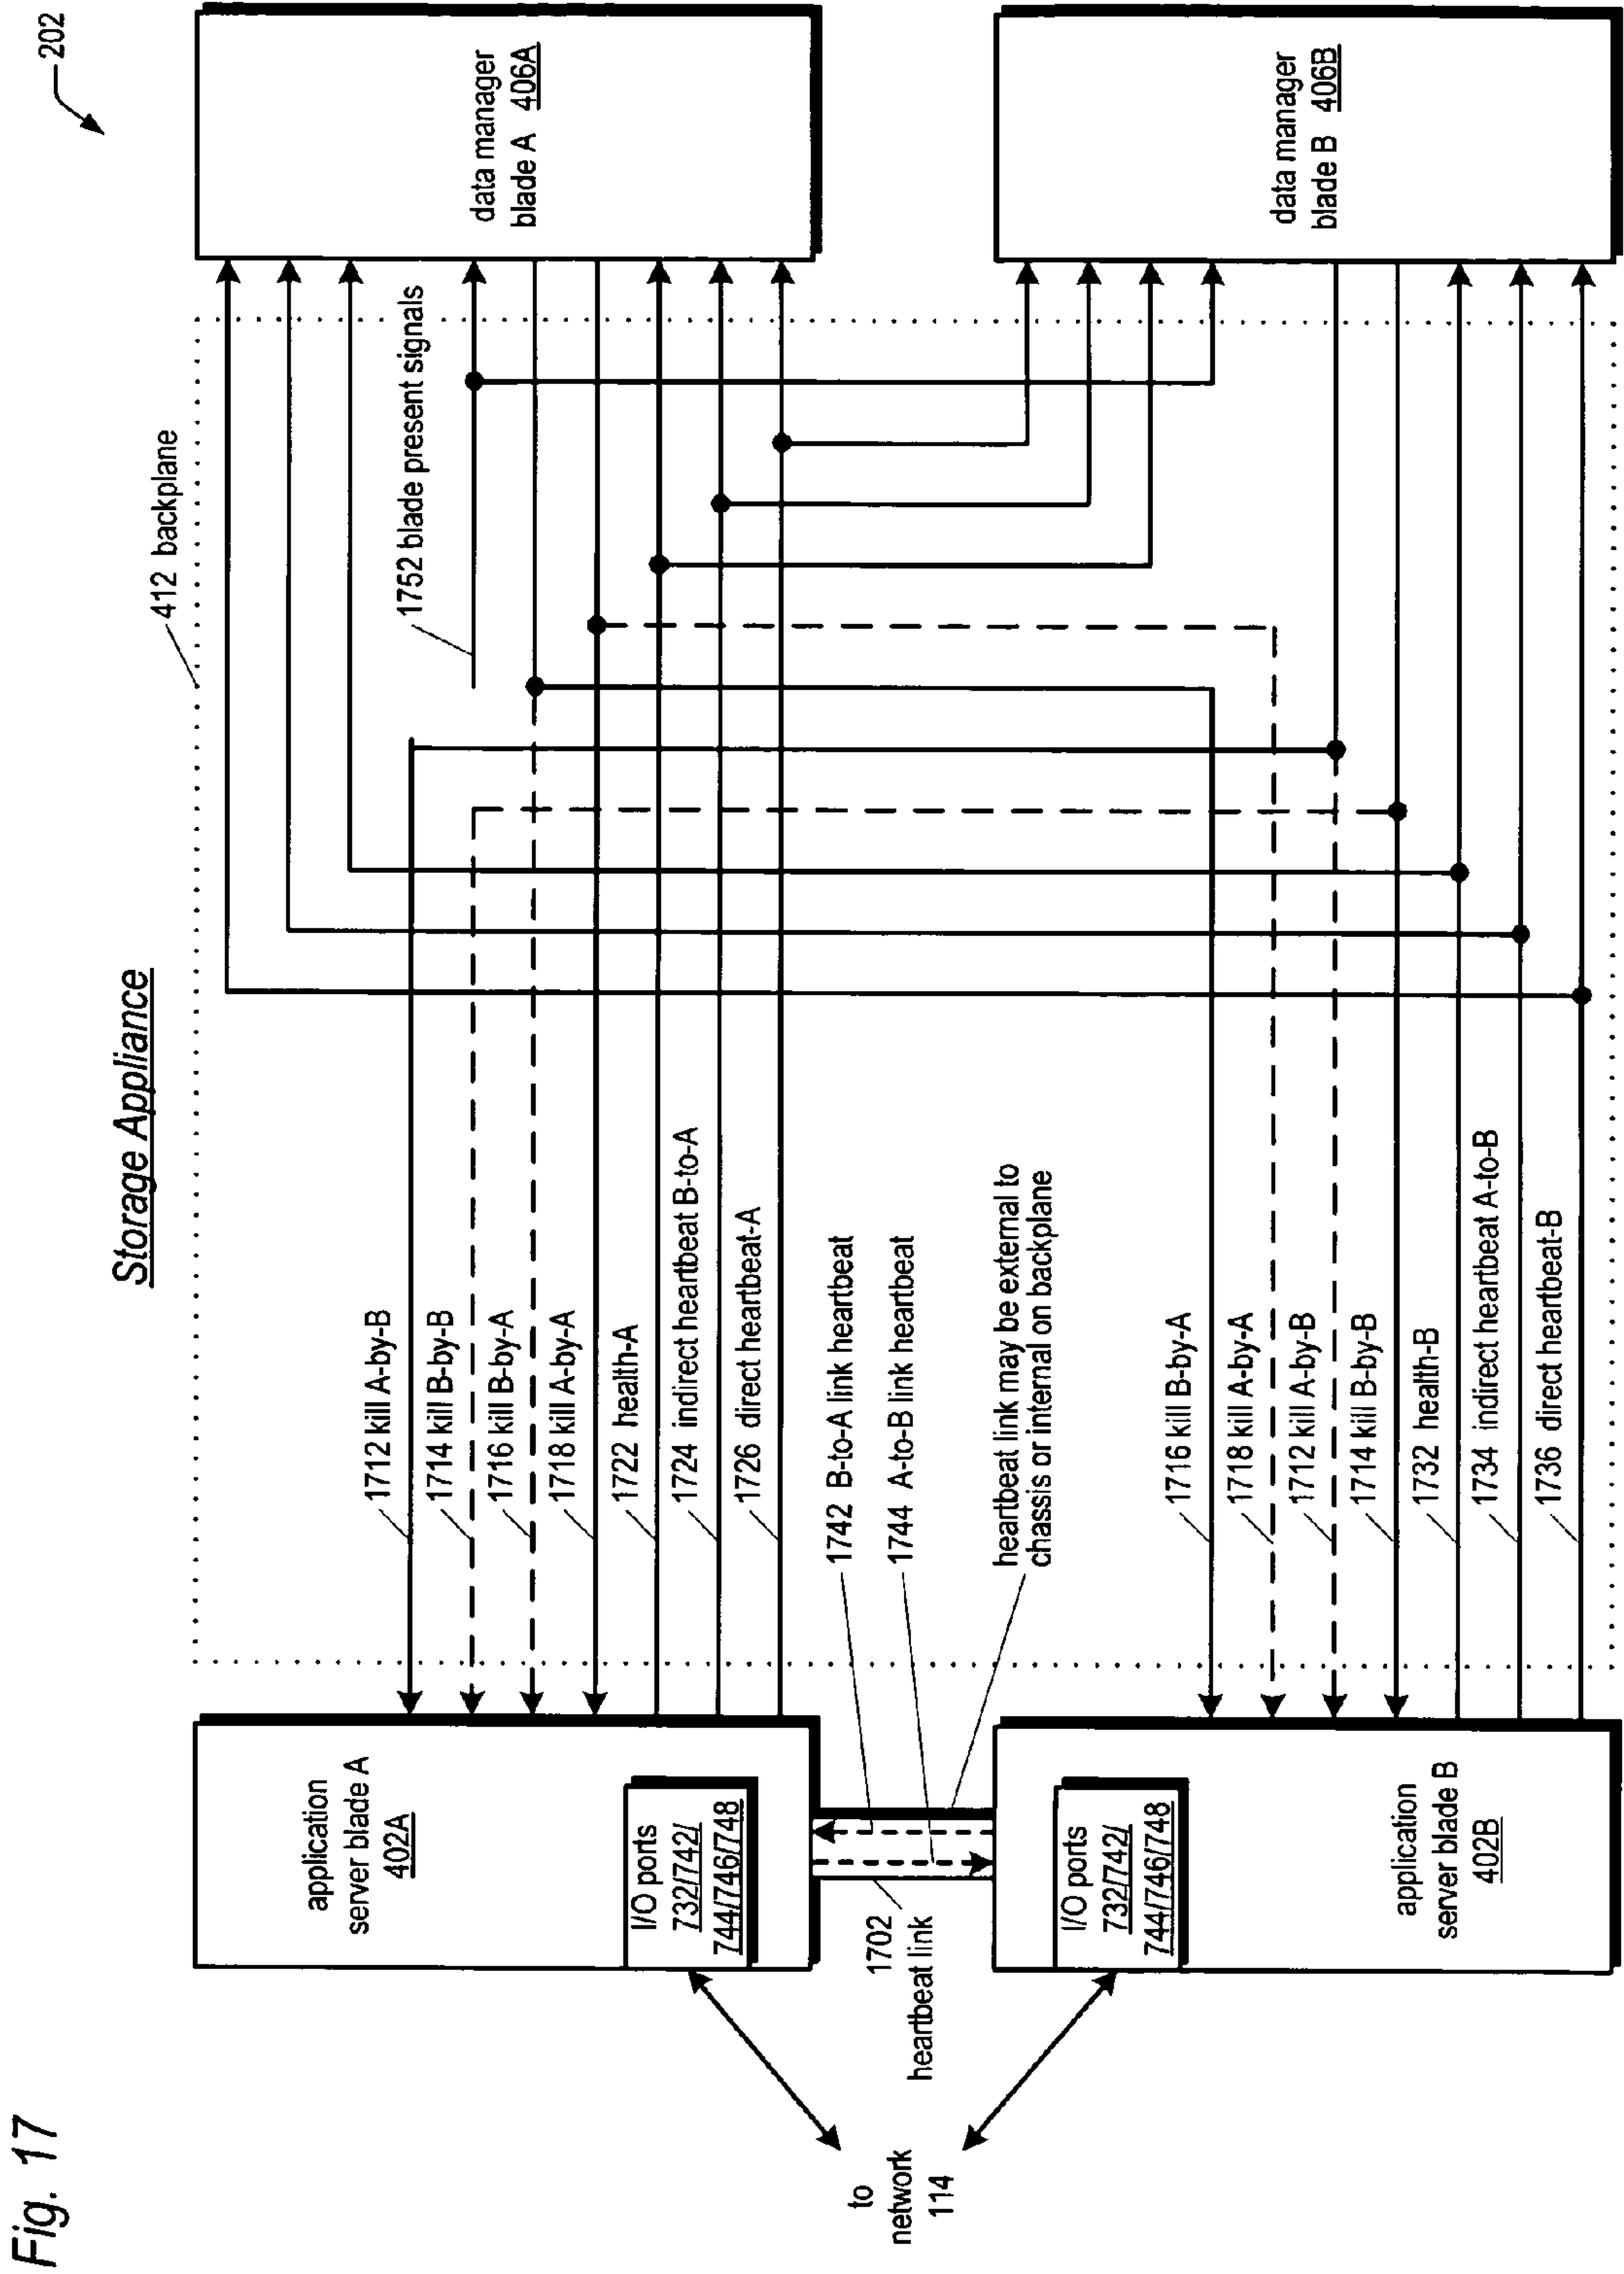 Fig. 17
Storage Appliance
202
412 backplane
application
server blade A
402A
I/O ports
732/742/
744/746/748
1712 kill A-by-B
1714 kill B-by-B
1716 kill B-by-A
1718 kill A-by-A
1722 health-A
1724 indirect heartbeat B-to-A
1726 direct heartbeat-A
1752 blade present signals
data manager
blade A 406A
to
network
114
1702
heartbeat link
1742 B-to-A link heartbeat
1744 A-to-B link heartbeat
heartbeat link may be external to
chassis or internal on backplane
I/O ports
732/742/
744/746/748
application
server blade B
402B
1716 kill B-by-A
1718 kill A-by-A
1712 kill A-by-B
1714 kill B-by-B
1732 health-B
1734 indirect heartbeat A-to-B
1736 direct heartbeat-B
data manager
blade B 406B